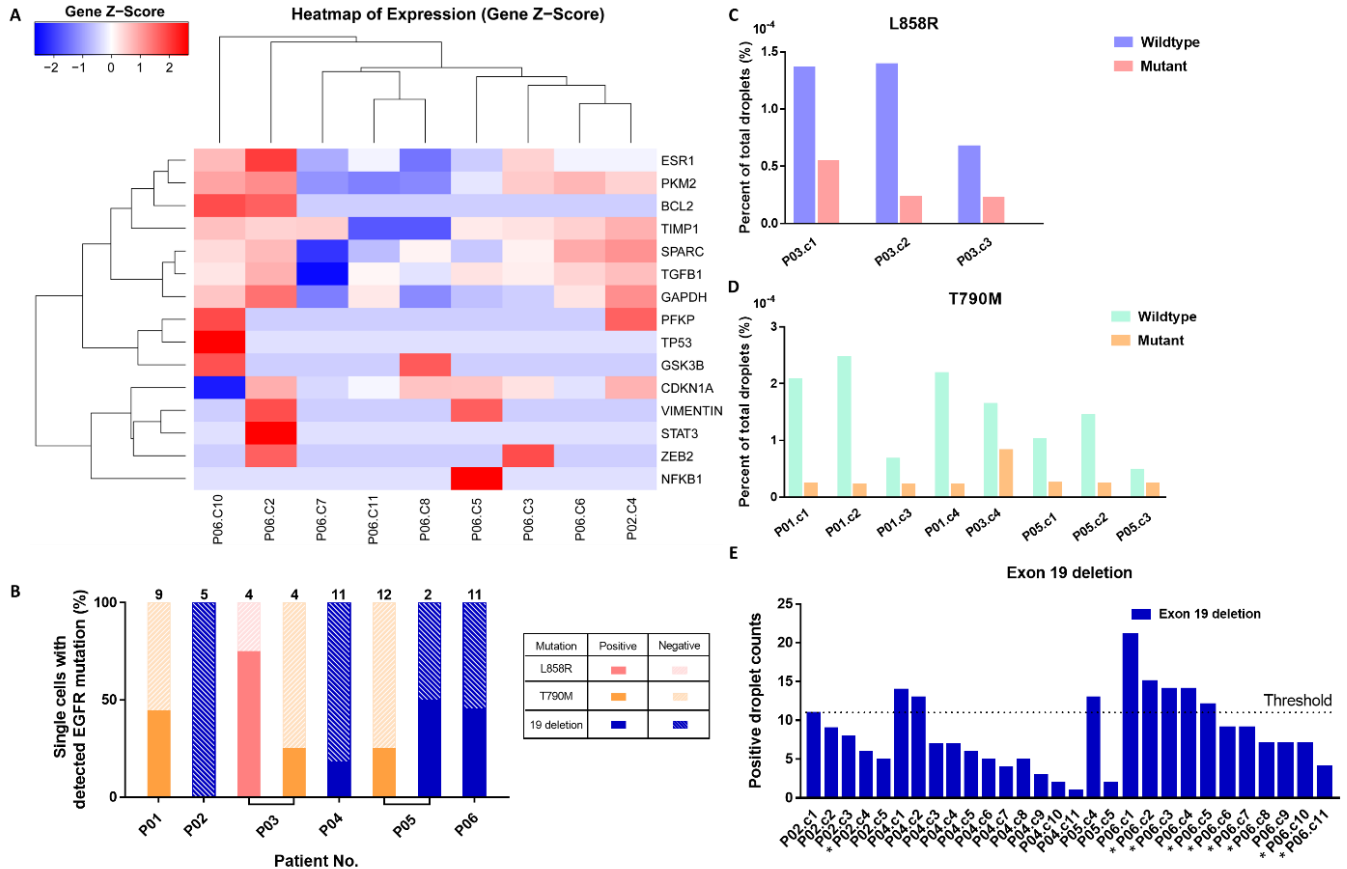 A
Gene Z−Score
−2 −1 0 1 2
Heatmap of Expression (Gene Z−Score)
ESR1
PKM2
BCL2
TIMP1
SPARC
TGFB1
GAPDH
PFKP
TP53
GSK3B
CDKN1A
VIMENTIN
STAT3
ZEB2
NFKB1
P06.C10 P06.C2 P06.C7 P06.C11 P06.C8 P06.C5 P06.C3 P06.C6 P02.C4
B
Single cells with
detected EGFR mutation (%)
100
50
0
9 5 4 4 11 12 2 11
P01 P02 P03 P04 P05 P06
Patient No.
Mutation Positive Negative
L858R
T790M
19 deletion
C
L858R
10⁻⁴
Percent of total droplets (%)
1.5
1.0
0.5
0.0
P03.c1 P03.c2 P03.c3
Wildtype
Mutant
D
T790M
10⁻⁴
Percent of total droplets (%)
3
2
1
0
P01.c1 P01.c2 P01.c3 P01.c4 P03.c4 P05.c1 P05.c2 P05.c3
Wildtype
Mutant
E
Exon 19 deletion
Positive droplet counts
25
20
15
10
5
0
Exon 19 deletion
Threshold
P02.c1 P02.c2 P02.c3 * P02.c4 P02.c5 P04.c1 P04.c2 P04.c3 P04.c4 P04.c5 P04.c6 P04.c7 P04.c8 P04.c9 P04.c10 P04.c11 P05.c4 P05.c5 P06.c1 * P06.c2 * P06.c3 P06.c4 * P06.c5 * P06.c6 * P06.c7 * P06.c8 P06.c9 * P06.c10 * P06.c11